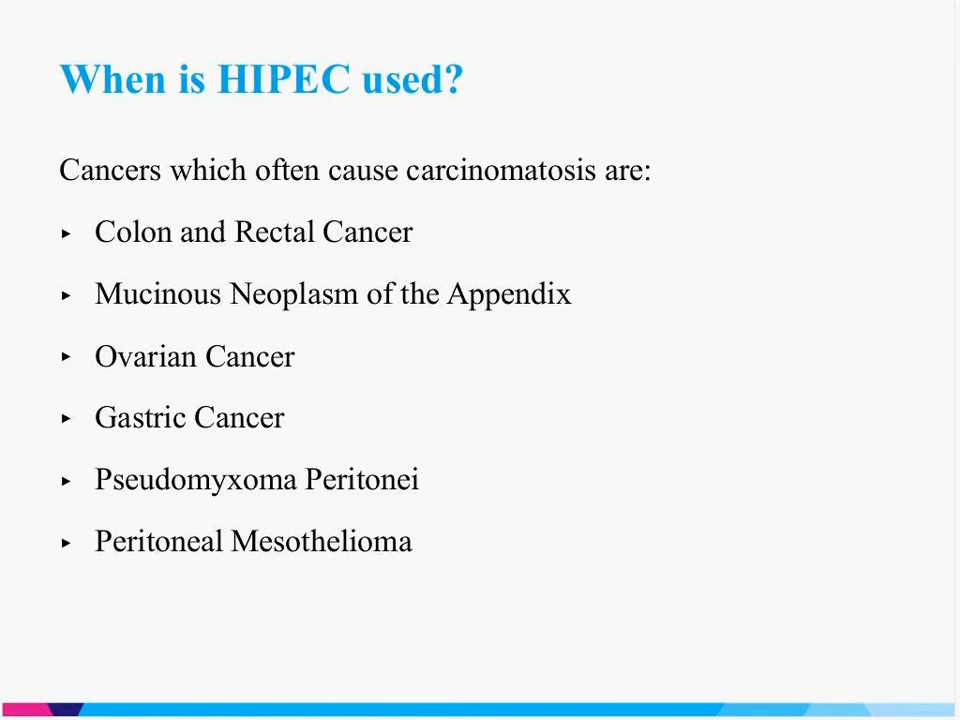 When is HIPEC used?
Cancers which often cause carcinomatosis are:
▸ Colon and Rectal Cancer
▸ Mucinous Neoplasm of the Appendix
▸ Ovarian Cancer
▸ Gastric Cancer
▸ Pseudomyxoma Peritonei
▸ Peritoneal Mesothelioma